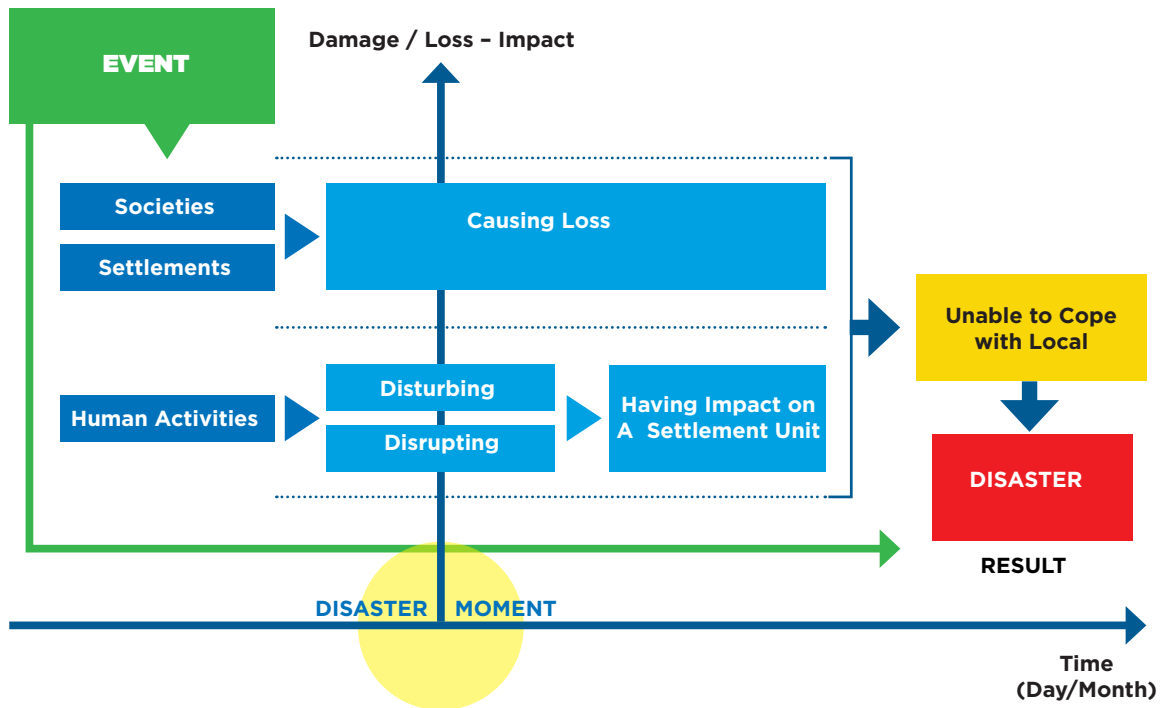 EVENT
Damage / Loss – Impact
Societies
Settlements
Causing Loss
Human Activities
Disturbing
Disrupting
Having Impact on
A Settlement Unit
Unable to Cope
with Local
DISASTER
RESULT
DISASTER MOMENT
Time
(Day/Month)